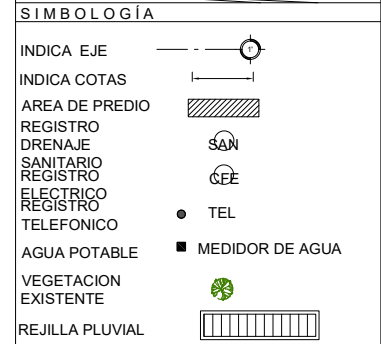 SIMBOLOGÍA
INDICA EJE
INDICA COTAS
AREA DE PREDIO
REGISTRO
DRENAJE
SANITARIO
SAN
REGISTRO
ELECTRICO
CFE
REGISTRO
TELEFONICO
TEL
AGUA POTABLE
MEDIDOR DE AGUA
VEGETACION
EXISTENTE
REJILLA PLUVIAL